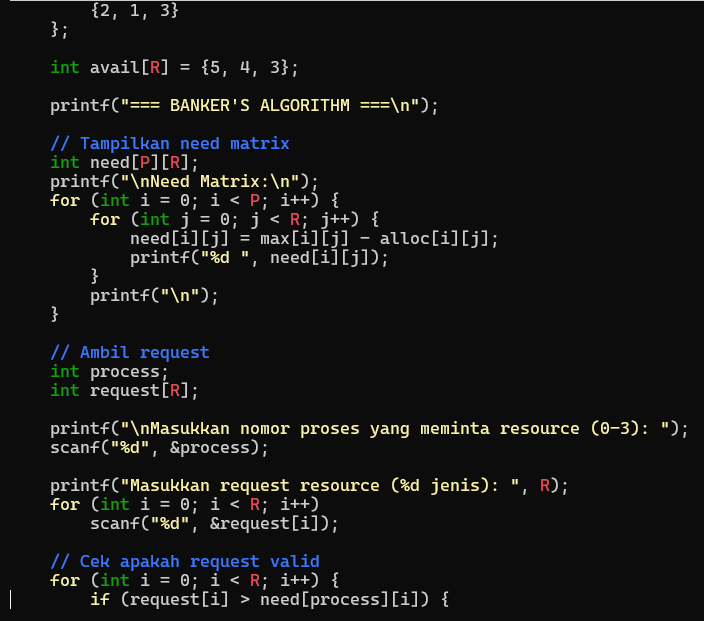 {2, 1, 3}
    };

    int avail[R] = {5, 4, 3};

    printf("=== BANKER'S ALGORITHM ===\n");

    // Tampilkan need matrix
    int need[P][R];
    printf("\nNeed Matrix:\n");
    for (int i = 0; i < P; i++) {
        for (int j = 0; j < R; j++) {
            need[i][j] = max[i][j] - alloc[i][j];
            printf("%d ", need[i][j]);
        }
        printf("\n");
    }

    // Ambil request
    int process;
    int request[R];

    printf("\nMasukkan nomor proses yang meminta resource (0-3): ");
    scanf("%d", &process);

    printf("Masukkan request resource (%d jenis): ", R);
    for (int i = 0; i < R; i++)
        scanf("%d", &request[i]);

    // Cek apakah request valid
    for (int i = 0; i < R; i++) {
        if (request[i] > need[process][i]) {